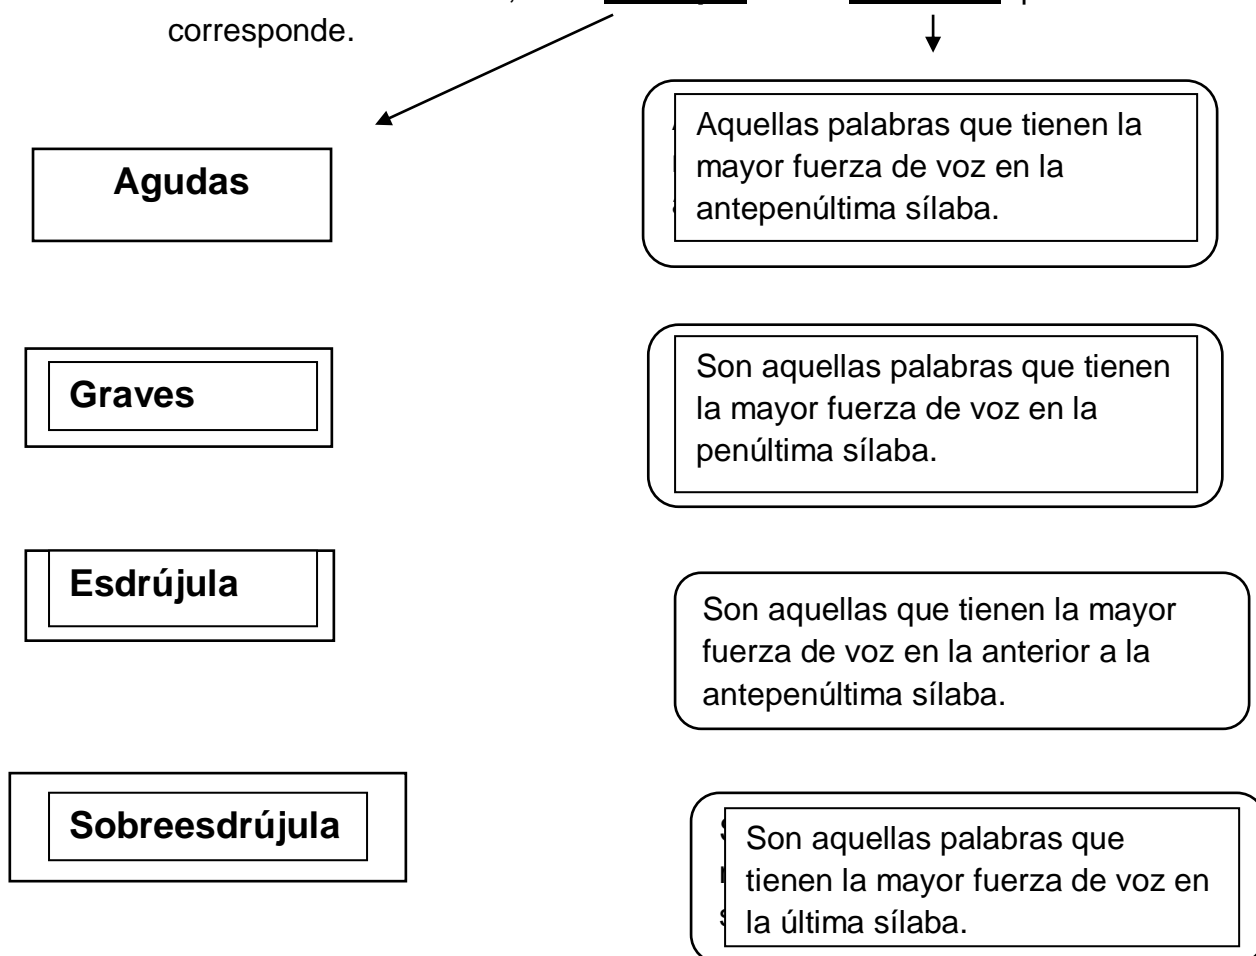 corresponde.
Aquellas palabras que tienen la
mayor fuerza de voz en la
antepenúltima sílaba.
Agudas
Son aquellas palabras que tienen
la mayor fuerza de voz en la
penúltima sílaba.
Graves
Esdrújula
Son aquellas que tienen la mayor
fuerza de voz en la anterior a la
antepenúltima sílaba.
Sobreesdrújula
Son aquellas palabras que
tienen la mayor fuerza de voz en
la última sílaba.